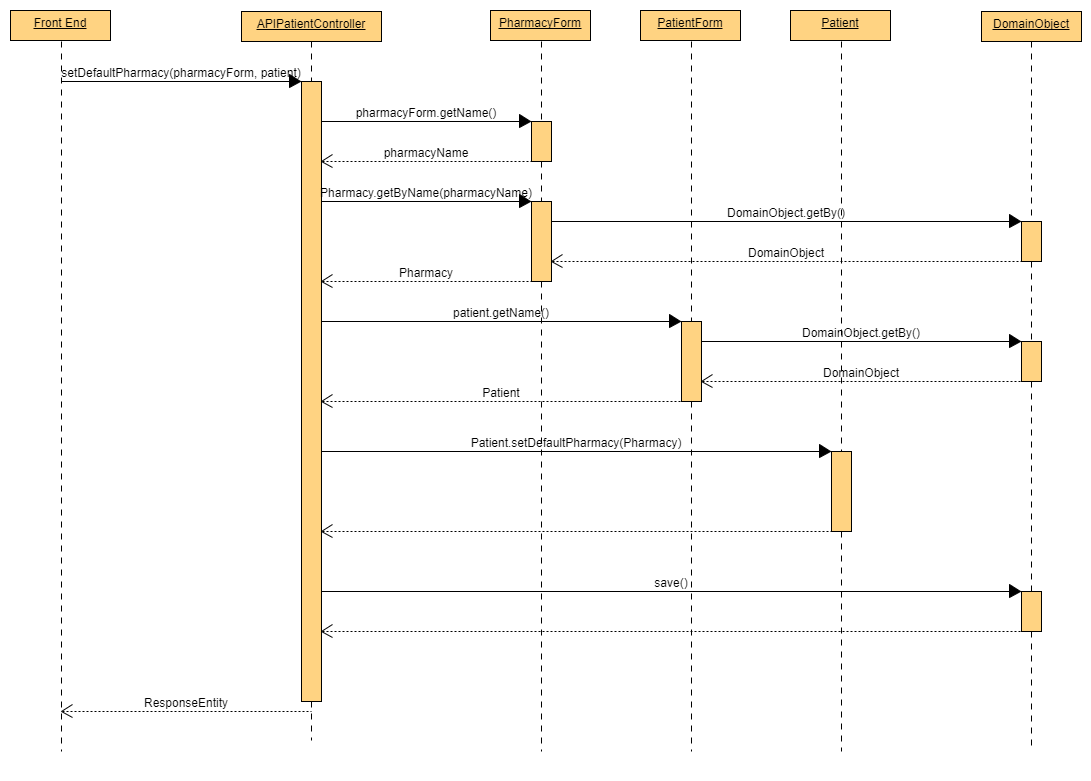 Front End
APIPatientController
PharmacyForm
PatientForm
Patient
DomainObject
setDefaultPharmacy(pharmacyForm, patient)
pharmacyForm.getName()
pharmacyName
Pharmacy.getByName(pharmacyName)
DomainObject.getBy()
DomainObject
Pharmacy
patient.getName()
DomainObject.getBy()
DomainObject
Patient
Patient.setDefaultPharmacy(Pharmacy)
save()
ResponseEntity